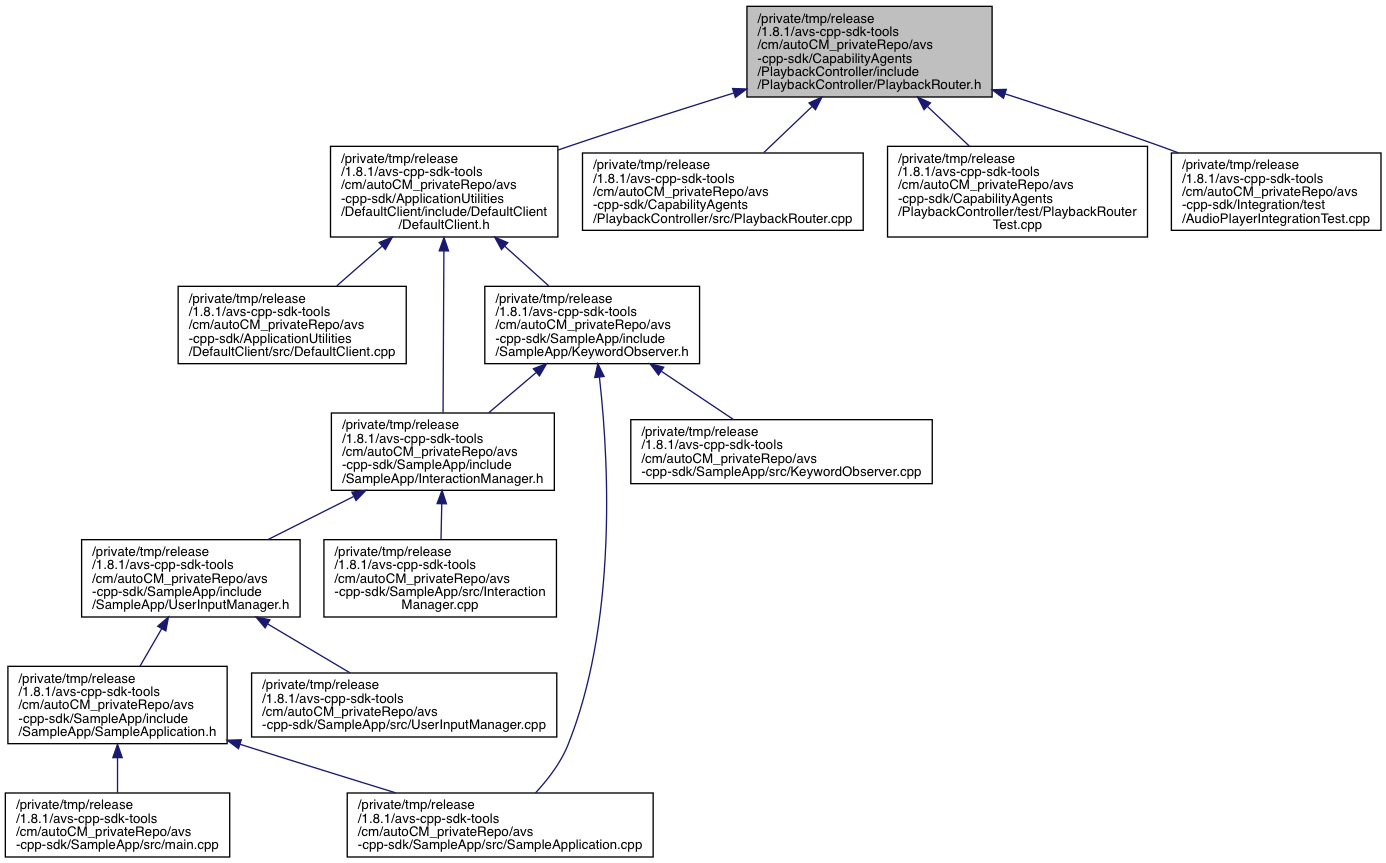 /private/tmp/release
/1.8.1/avs-cpp-sdk-tools
/cm/autoCM_privateRepo/avs
-cpp-sdk/CapabilityAgents
/PlaybackController/include
/PlaybackController/PlaybackRouter.h
/private/tmp/release
/1.8.1/avs-cpp-sdk-tools
/cm/autoCM_privateRepo/avs
-cpp-sdk/ApplicationUtilities
/DefaultClient/include/DefaultClient
/DefaultClient.h
/private/tmp/release
/1.8.1/avs-cpp-sdk-tools
/cm/autoCM_privateRepo/avs
-cpp-sdk/CapabilityAgents
/PlaybackController/src/PlaybackRouter.cpp
/private/tmp/release
/1.8.1/avs-cpp-sdk-tools
/cm/autoCM_privateRepo/avs
-cpp-sdk/CapabilityAgents
/PlaybackController/test/PlaybackRouter
Test.cpp
/private/tmp/release
/1.8.1/avs-cpp-sdk-tools
/cm/autoCM_privateRepo/avs
-cpp-sdk/Integration/test
/AudioPlayerIntegrationTest.cpp
/private/tmp/release
/1.8.1/avs-cpp-sdk-tools
/cm/autoCM_privateRepo/avs
-cpp-sdk/ApplicationUtilities
/DefaultClient/src/DefaultClient.cpp
/private/tmp/release
/1.8.1/avs-cpp-sdk-tools
/cm/autoCM_privateRepo/avs
-cpp-sdk/SampleApp/include
/SampleApp/KeywordObserver.h
/private/tmp/release
/1.8.1/avs-cpp-sdk-tools
/cm/autoCM_privateRepo/avs
-cpp-sdk/SampleApp/include
/SampleApp/InteractionManager.h
/private/tmp/release
/1.8.1/avs-cpp-sdk-tools
/cm/autoCM_privateRepo/avs
-cpp-sdk/SampleApp/src/KeywordObserver.cpp
/private/tmp/release
/1.8.1/avs-cpp-sdk-tools
/cm/autoCM_privateRepo/avs
-cpp-sdk/SampleApp/include
/SampleApp/UserInputManager.h
/private/tmp/release
/1.8.1/avs-cpp-sdk-tools
/cm/autoCM_privateRepo/avs
-cpp-sdk/SampleApp/src/Interaction
Manager.cpp
/private/tmp/release
/1.8.1/avs-cpp-sdk-tools
/cm/autoCM_privateRepo/avs
-cpp-sdk/SampleApp/include
/SampleApp/SampleApplication.h
/private/tmp/release
/1.8.1/avs-cpp-sdk-tools
/cm/autoCM_privateRepo/avs
-cpp-sdk/SampleApp/src/UserInputManager.cpp
/private/tmp/release
/1.8.1/avs-cpp-sdk-tools
/cm/autoCM_privateRepo/avs
-cpp-sdk/SampleApp/src/main.cpp
/private/tmp/release
/1.8.1/avs-cpp-sdk-tools
/cm/autoCM_privateRepo/avs
-cpp-sdk/SampleApp/src/SampleApplication.cpp